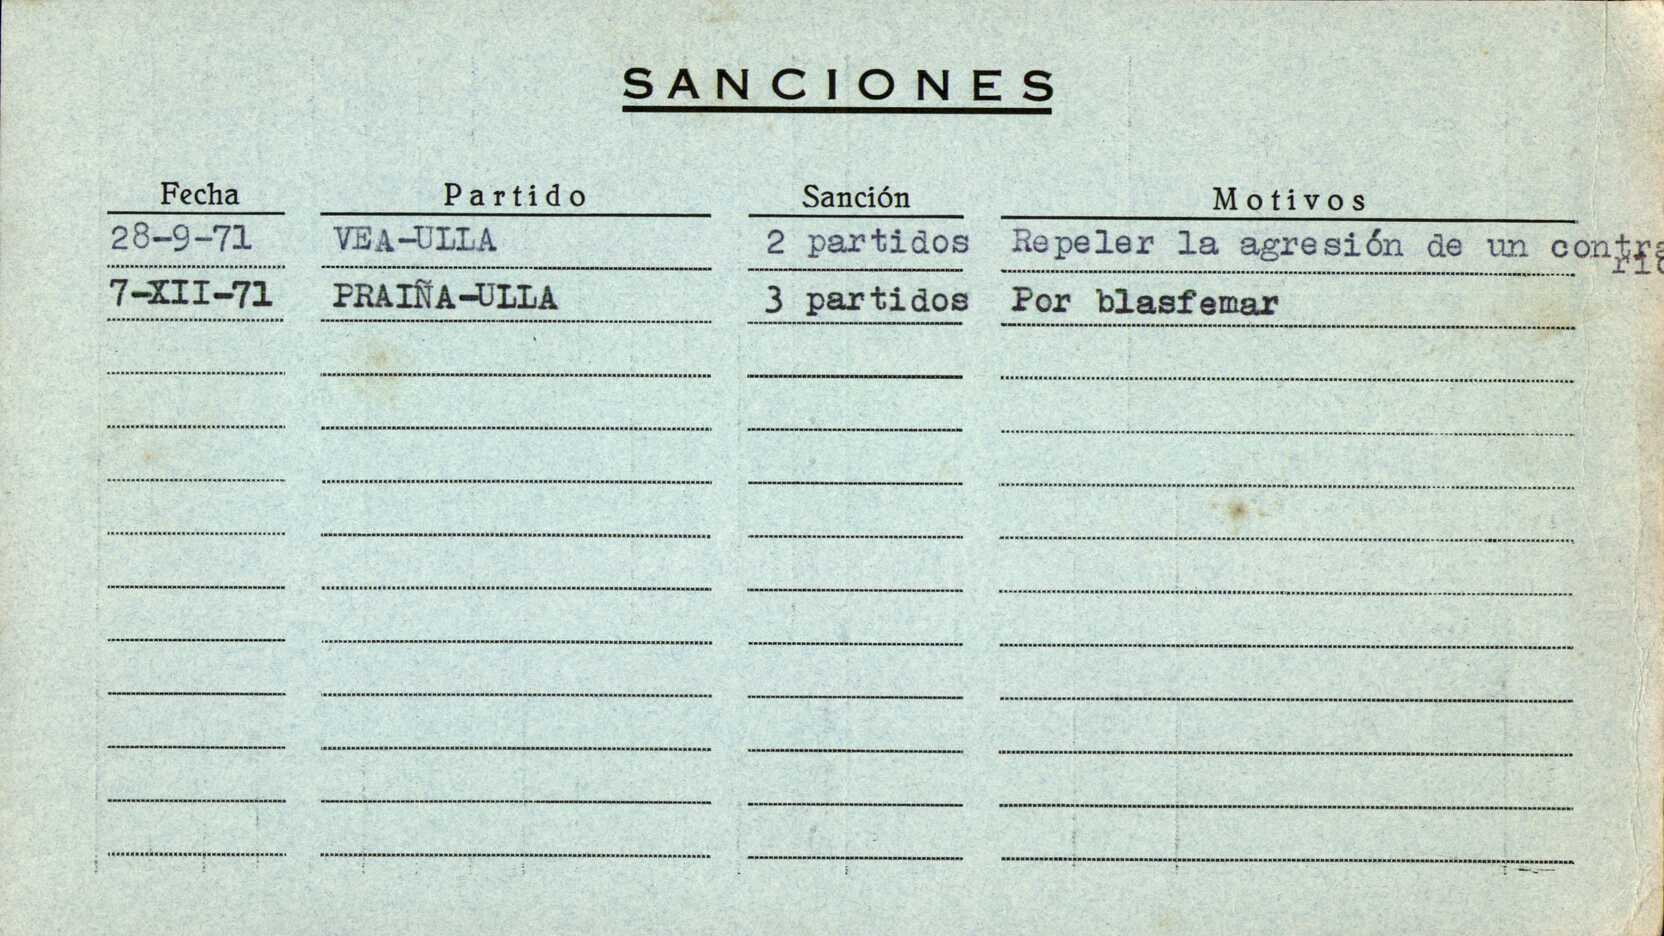 SANCIONES
Fecha Partido Sanción Motivos
28-9-71 VEA-ULLA 2 partidos Repeler la agresión de un contra
rio
7-XII-71 PRAIÑA-ULLA 3 partidos Por blasfemar